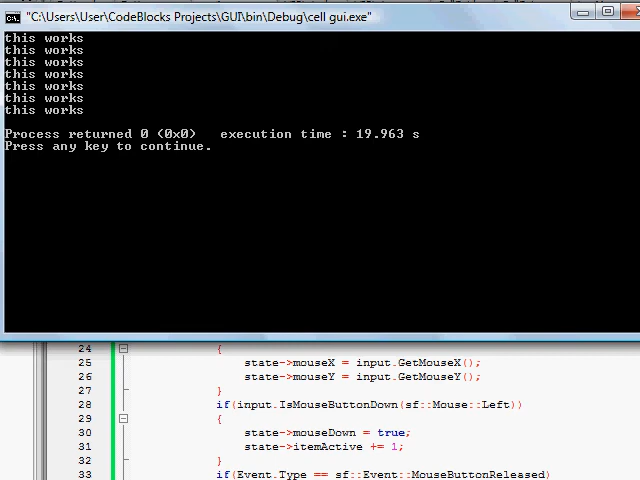 "C:\Users\User\CodeBlocks Projects\GUI\bin\Debug\cell gui.exe"
this works
this works
this works
this works
this works
this works
this works
Process returned 0 (0x0)   execution time : 19.963 s
Press any key to continue.
24 {
25 state->mouseX = input.GetMouseX();
26 state->mouseY = input.GetMouseY();
27 }
28 if(input.IsMouseButtonDown(sf::Mouse::Left))
29 {
30 state->mouseDown = true;
31 state->itemActive += 1;
32 }
33 if(Event.Type == sf::Event::MouseButtonReleased)